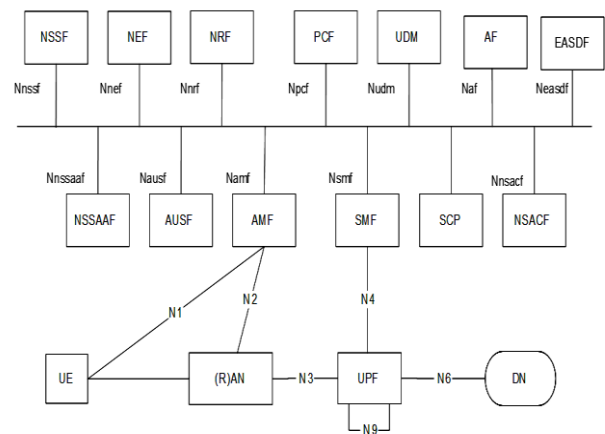 NSSF NEF NRF PCF UDM AF EASDF
Nnssf Nnef Nnrf Npcf Nudm Naf Neasdf
Nnssaaf Nausf Namf Nsmf Nnsacf
NSSAAF AUSF AMF SMF SCP NSACF
N1 N2 N4
UE (R)AN N3 UPF N6 DN
N9